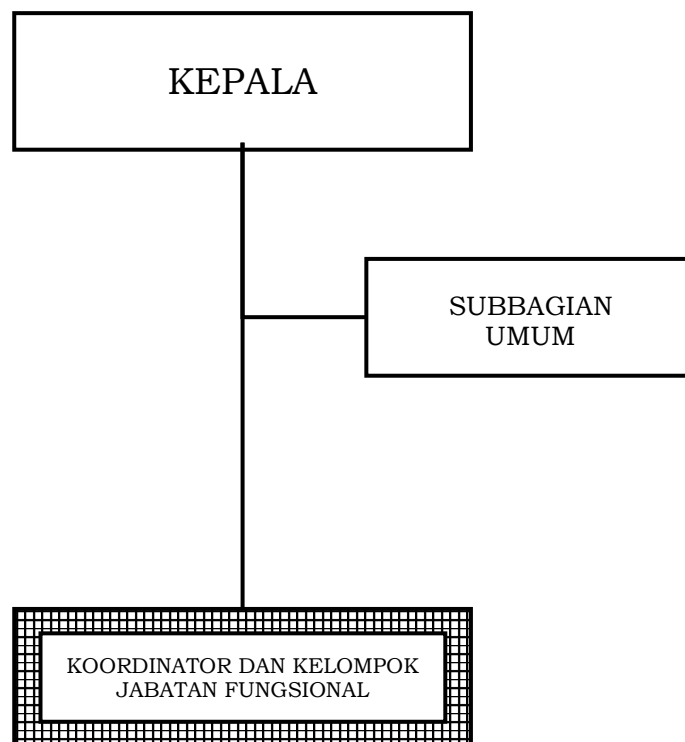 KEPALA
SUBBAGIAN
UMUM
KOORDINATOR DAN KELOMPOK
JABATAN FUNGSIONAL